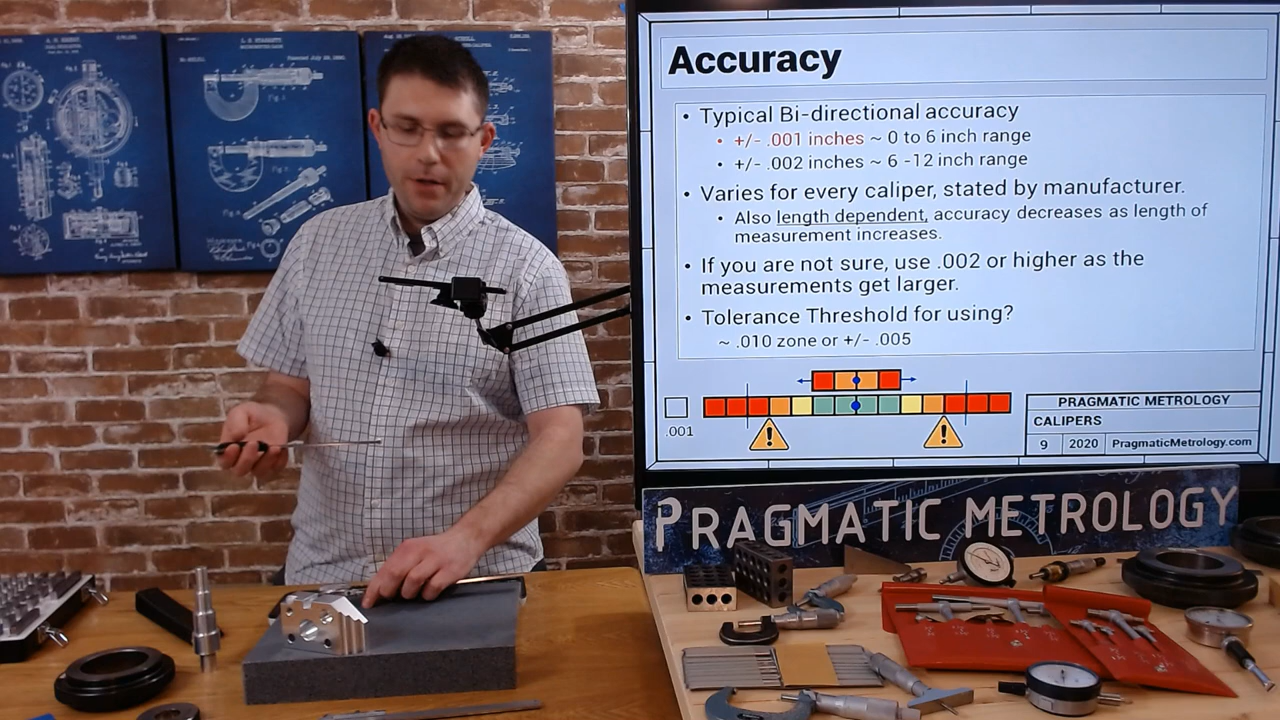 Accuracy
• Typical Bi-directional accuracy
• +/- .001 inches ~ 0 to 6 inch range
• +/- .002 inches ~ 6 -12 inch range
• Varies for every caliper, stated by manufacturer.
• Also length dependent, accuracy decreases as length of
measurement increases.
• If you are not sure, use .002 or higher as the
measurements get larger.
• Tolerance Threshold for using?
~ .010 zone or +/- .005
.001
PRAGMATIC METROLOGY
CALIPERS
9 2020 PragmaticMetrology.com
PRAGMATIC METROLOGY